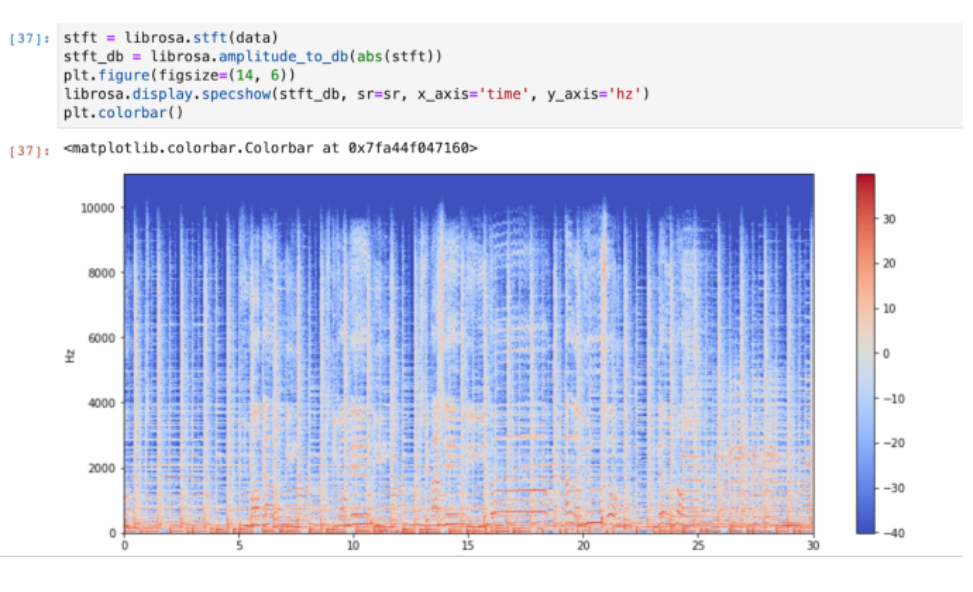 [37]: stft = librosa.stft(data)
stft_db = librosa.amplitude_to_db(abs(stft))
plt.figure(figsize=(14, 6))
librosa.display.specshow(stft_db, sr=sr, x_axis='time', y_axis='hz')
plt.colorbar()
[37]: <matplotlib.colorbar.Colorbar at 0x7fa44f047160>
10000
8000
6000
4000
2000
0
Hz
0 5 10 15 20 25 30
30
20
10
0
−10
−20
−30
−40